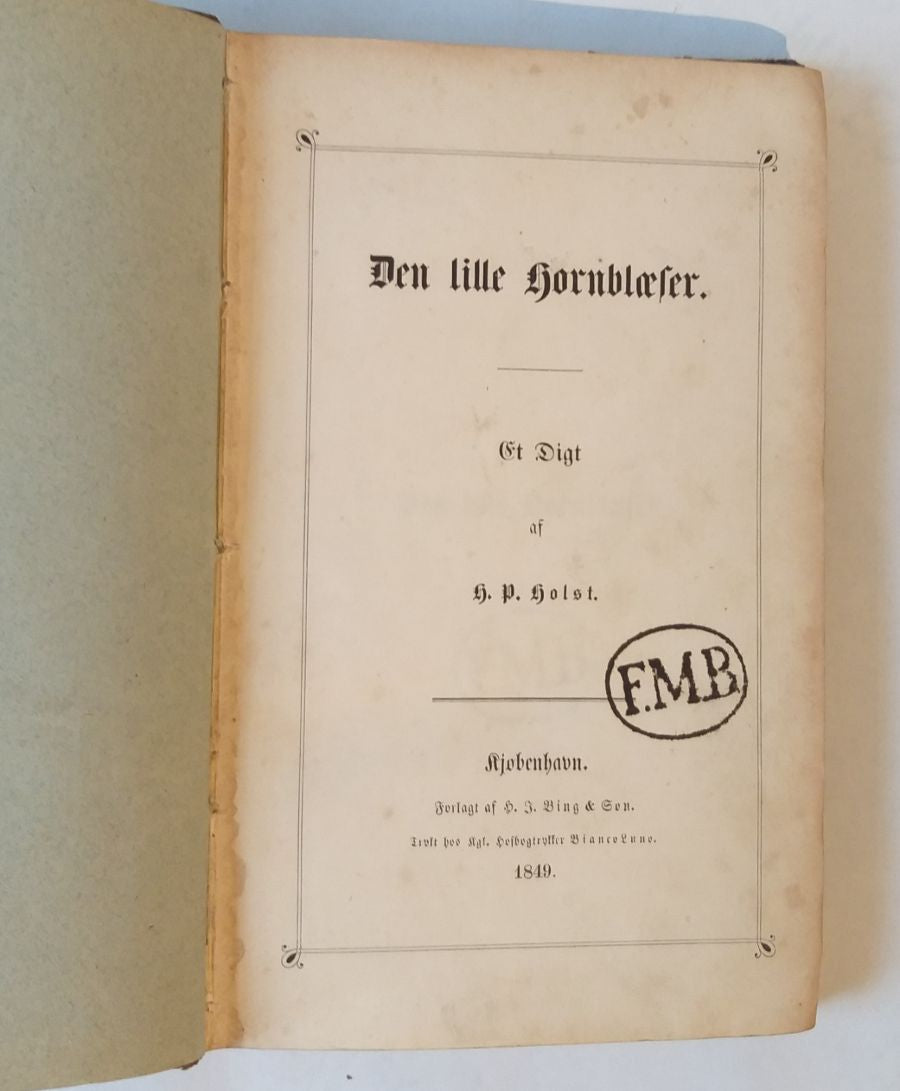 Den lille Hornblæser.
Et Digt
af
H. P. Holst.
F.M.B
Kjøbenhavn.
Forlagt af H. J. Bing & Søn.
Trykt hos Kgl. Hofbogtrykker Bianco Luno.
1849.